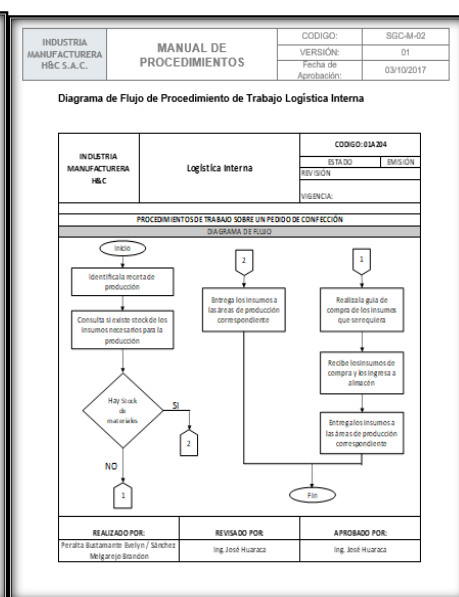 INDUSTRIA
MANUFACTURERA
H&C S.A.C.
MANUAL DE
PROCEDIMIENTOS
CODIGO:
SGC-M-02
VERSIÓN:
01
Fecha de
Aprobación:
03/10/2017
Diagrama de Flujo de Procedimiento de Trabajo Logística Interna
INDUSTRIA
MANUFACTURERA
H&C
Logística Interna
CODIGO: 01A204
ESTADO
EMISIÓN
REVISIÓN
VIGENCIA:
PROCEDIMIENTOS DE TRABAJO SOBRE UN PEDIDO DE CONFECCIÓN
DIAGRAMA DE FLUJO
Inicio
Identifica la receta de
producción
Consulta si existe stock de los
insumos necesarios para la
producción
Hay Stock
de
materiales
SI
2
NO
1
2
Entrega los insumos a
las áreas de producción
correspondiente
1
Realiza la guía de
compra de los insumos
que se requiera
Recibe los insumos de
compra y los ingresa a
almacén
Entrega los insumos a
las áreas de producción
correspondiente
Fin
REALIZADO POR:
REVISADO POR:
APROBADO POR:
Peralta Bustamante Evelyn / Sánchez
Melgarejo Brandon
Ing. José Huaraca
Ing. José Huaraca